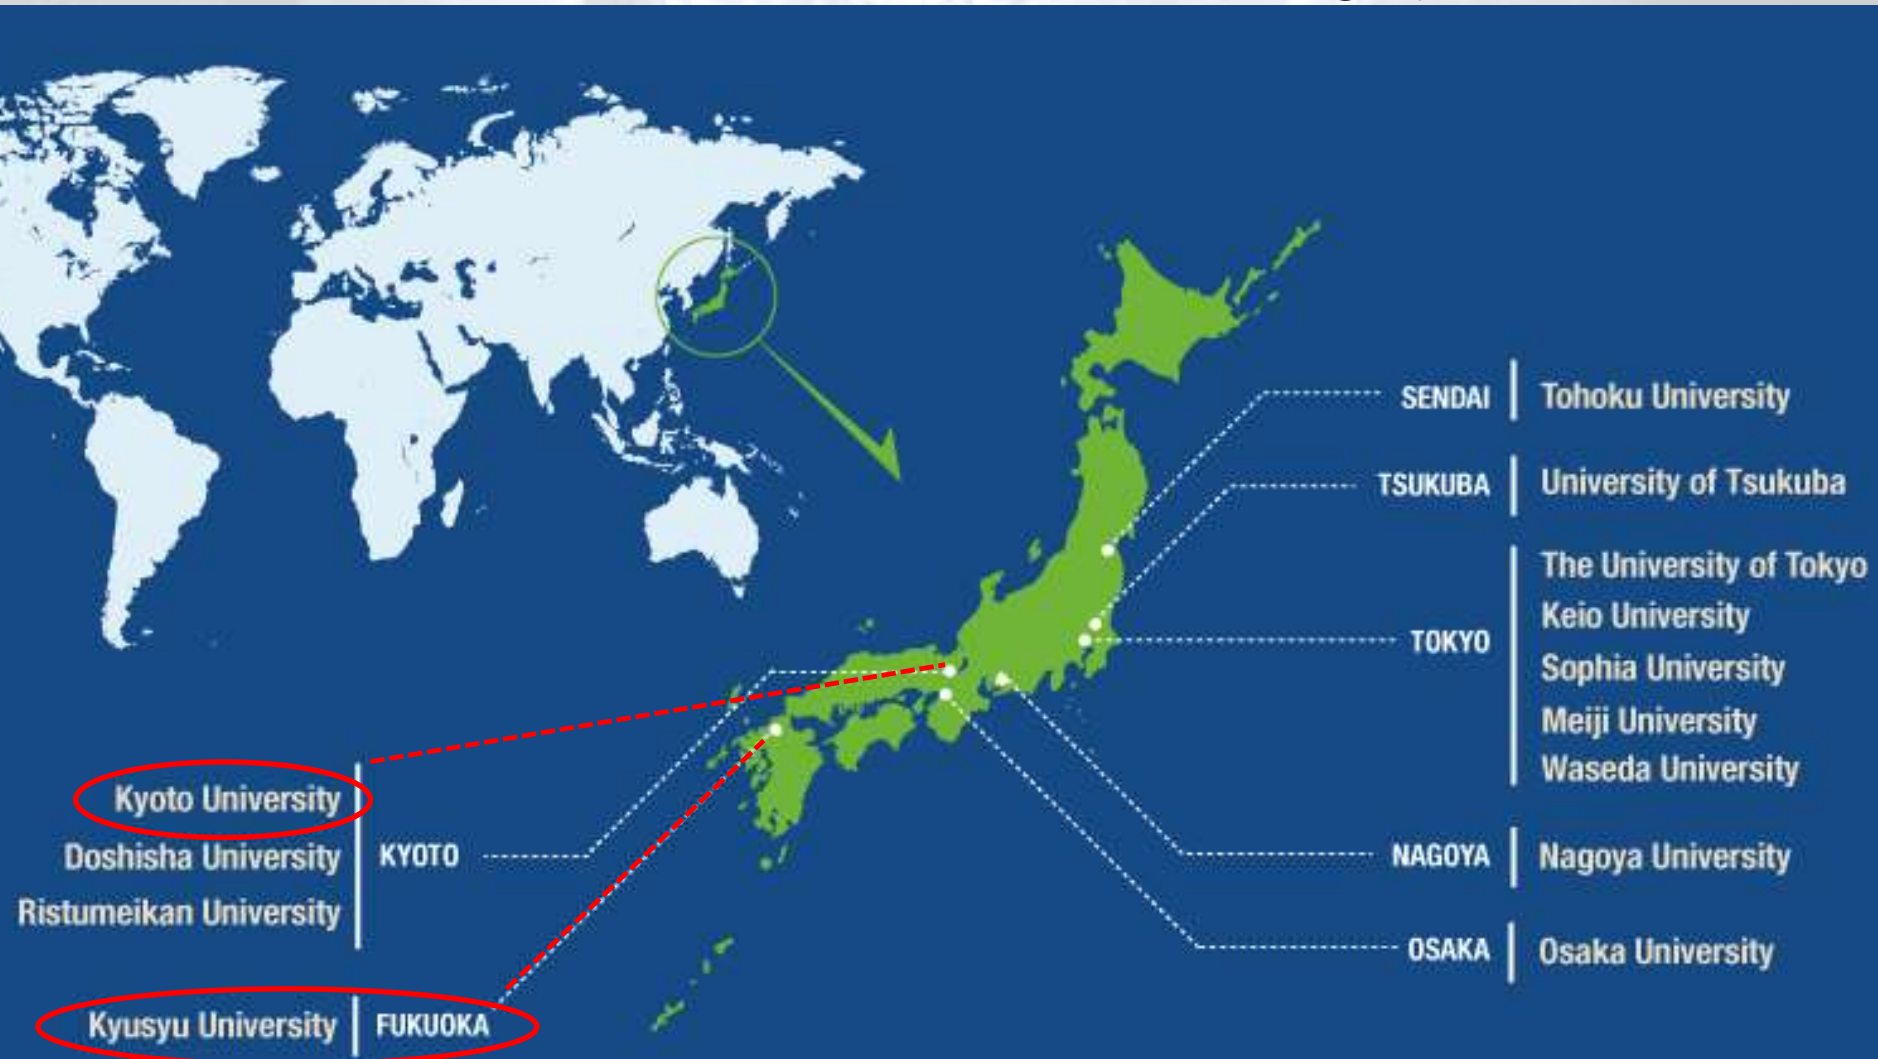 SENDAI Tohoku University
TSUKUBA University of Tsukuba
The University of Tokyo
Keio University
TOKYO
Sophia University
Meiji University
Waseda University
Kyoto University
Doshisha University
KYOTO
Ristumeikan University
NAGOYA Nagoya University
OSAKA Osaka University
Kyusyu University FUKUOKA